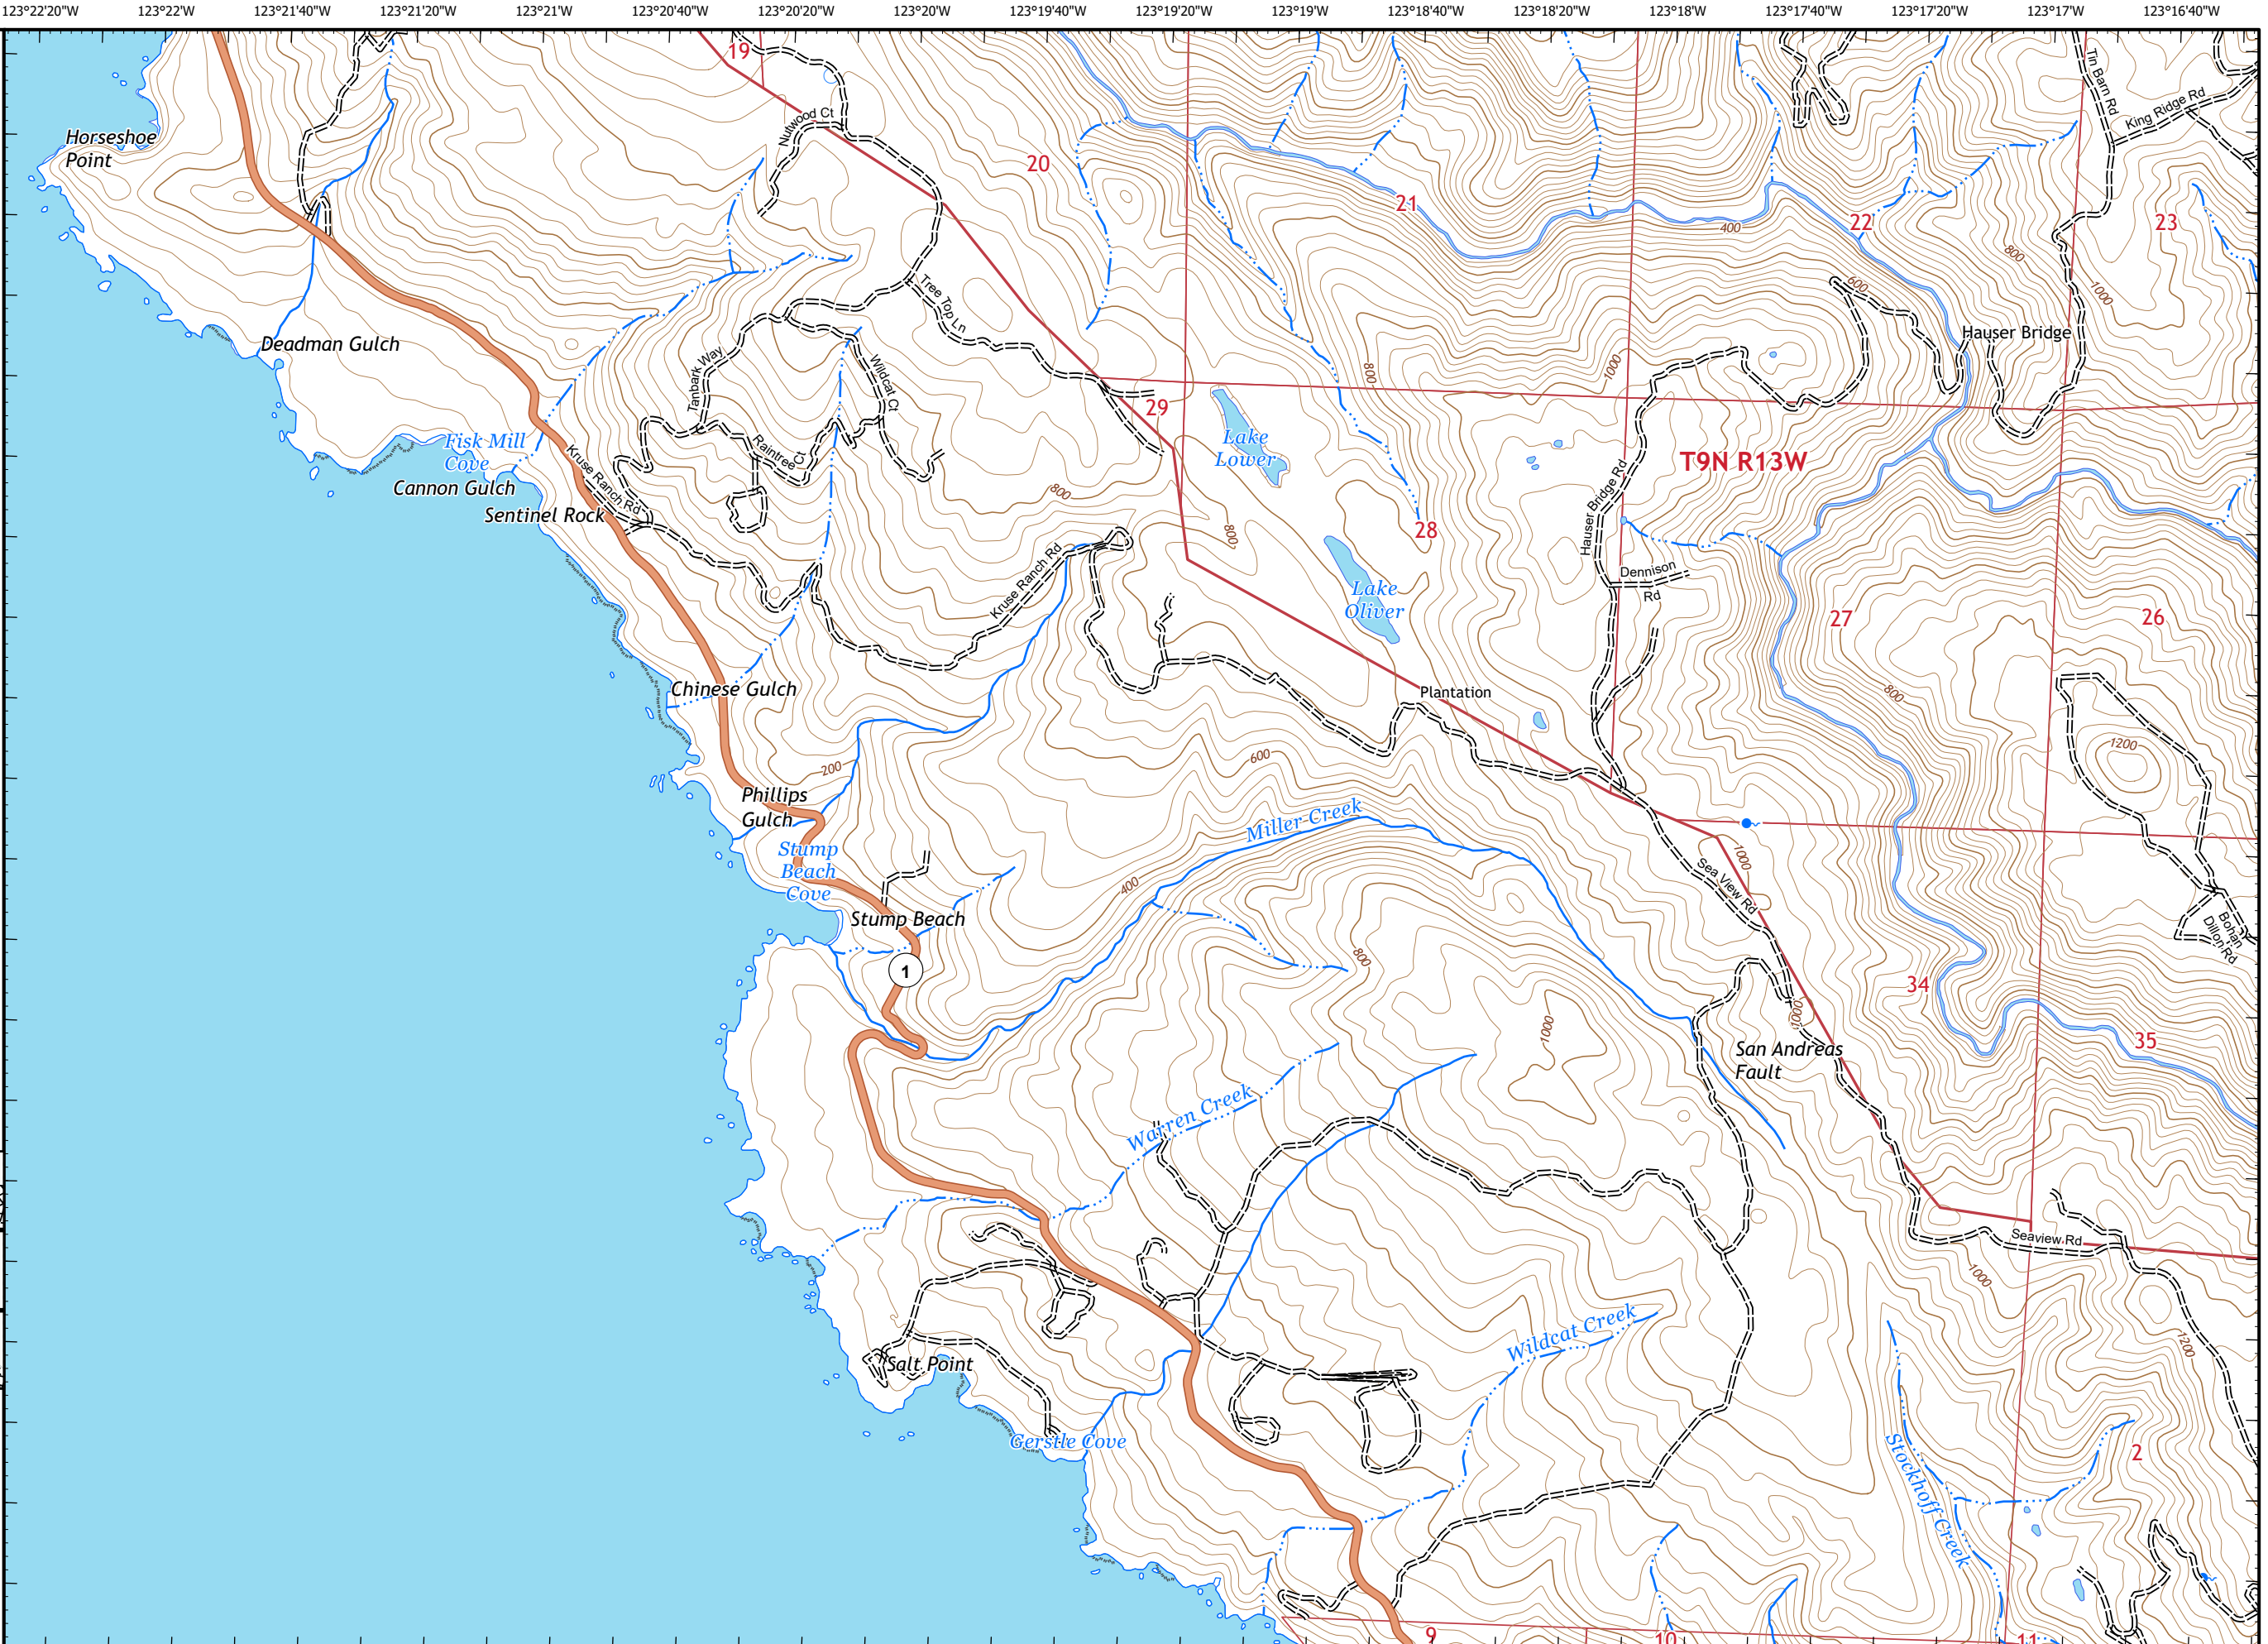 123°22'20"W 123°22'W 123°21'40"W 123°21'20"W 123°21'W 123°20'40"W 123°20'20"W 123°20'W 123°19'40"W 123°19'20"W 123°19'W 123°18'40"W 123°18'20"W 123°18'W 123°17'40"W 123°17'20"W 123°17'W 123°16'40"W
19
Tin Barn Rd
King Ridge Rd
Nutwood Ct
Horseshoe
Point
20
21
22
23
400
800
Tree Top Ln
600
1000
Hauser Bridge
Deadman Gulch
Tanbark Way
Wildcat Ct
800
1000
29
Fisk Mill
Cove
Lake
Lower
Raintree Ct
T9N R13W
Kruse Ranch Rd
Cannon Gulch
800
Hauser Bridge Rd
Sentinel Rock
800
28
Kruse Ranch Rd
Dennison
Rd
Lake
Oliver
27
26
Chinese Gulch
Plantation
800
1200
600
200
Phillips
Gulch
Miller Creek
Stump
Beach
Cove
1000
400
Sea View Rd
Stump Beach
Bohan
Dillon Rd
800
1
34
1000
1000
San Andreas
Fault
35
Warren Creek
Seaview Rd
1000
Wildcat Creek
1200
Salt Point
Gerstle Cove
Stockhoff Creek
2
9
10
11